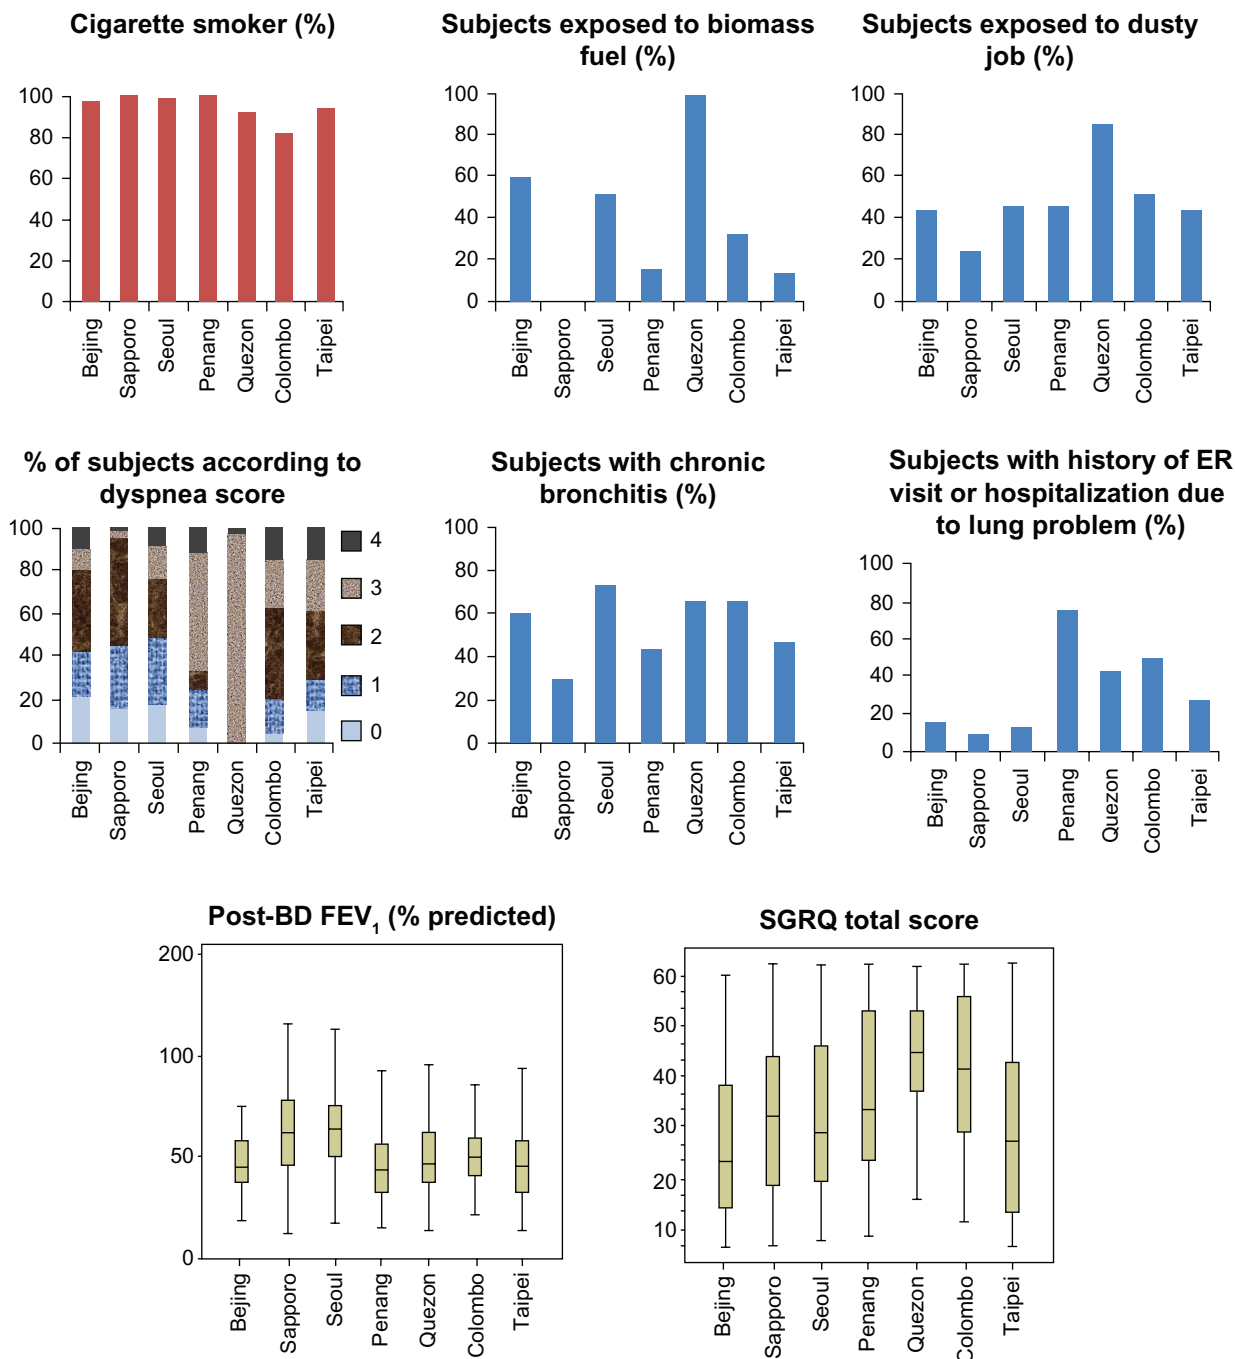 Cigarette smoker (%)
100
80
60
40
20
0
Bejing
Sapporo
Seoul
Penang
Quezon
Colombo
Taipei
Subjects exposed to biomass
fuel (%)
100
80
60
40
20
0
Bejing
Sapporo
Seoul
Penang
Quezon
Colombo
Taipei
Subjects exposed to dusty
job (%)
100
80
60
40
20
0
Bejing
Sapporo
Seoul
Penang
Quezon
Colombo
Taipei
% of subjects according to
dyspnea score
100
80
60
40
20
0
4
3
2
1
0
Bejing
Sapporo
Seoul
Penang
Quezon
Colombo
Taipei
Subjects with chronic
bronchitis (%)
100
80
60
40
20
0
Bejing
Sapporo
Seoul
Penang
Quezon
Colombo
Taipei
Subjects with history of ER
visit or hospitalization due
to lung problem (%)
100
80
60
40
20
0
Bejing
Sapporo
Seoul
Penang
Quezon
Colombo
Taipei
Post-BD FEV1 (% predicted)
200
100
50
0
Bejing
Sapporo
Seoul
Penang
Quezon
Colombo
Taipei
SGRQ total score
60
50
40
30
20
10
Bejing
Sapporo
Seoul
Penang
Quezon
Colombo
Taipei